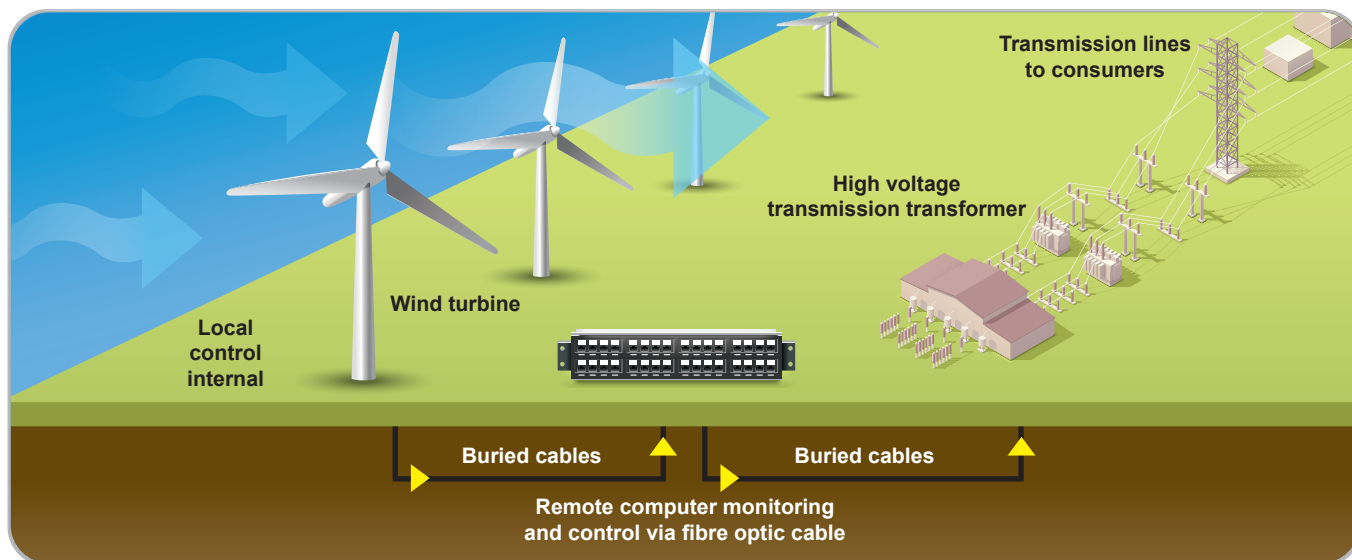 Transmission lines
to consumers
High voltage
transmission transformer
Wind turbine
Local
control
internal
Buried cables
Buried cables
Remote computer monitoring
and control via fibre optic cable